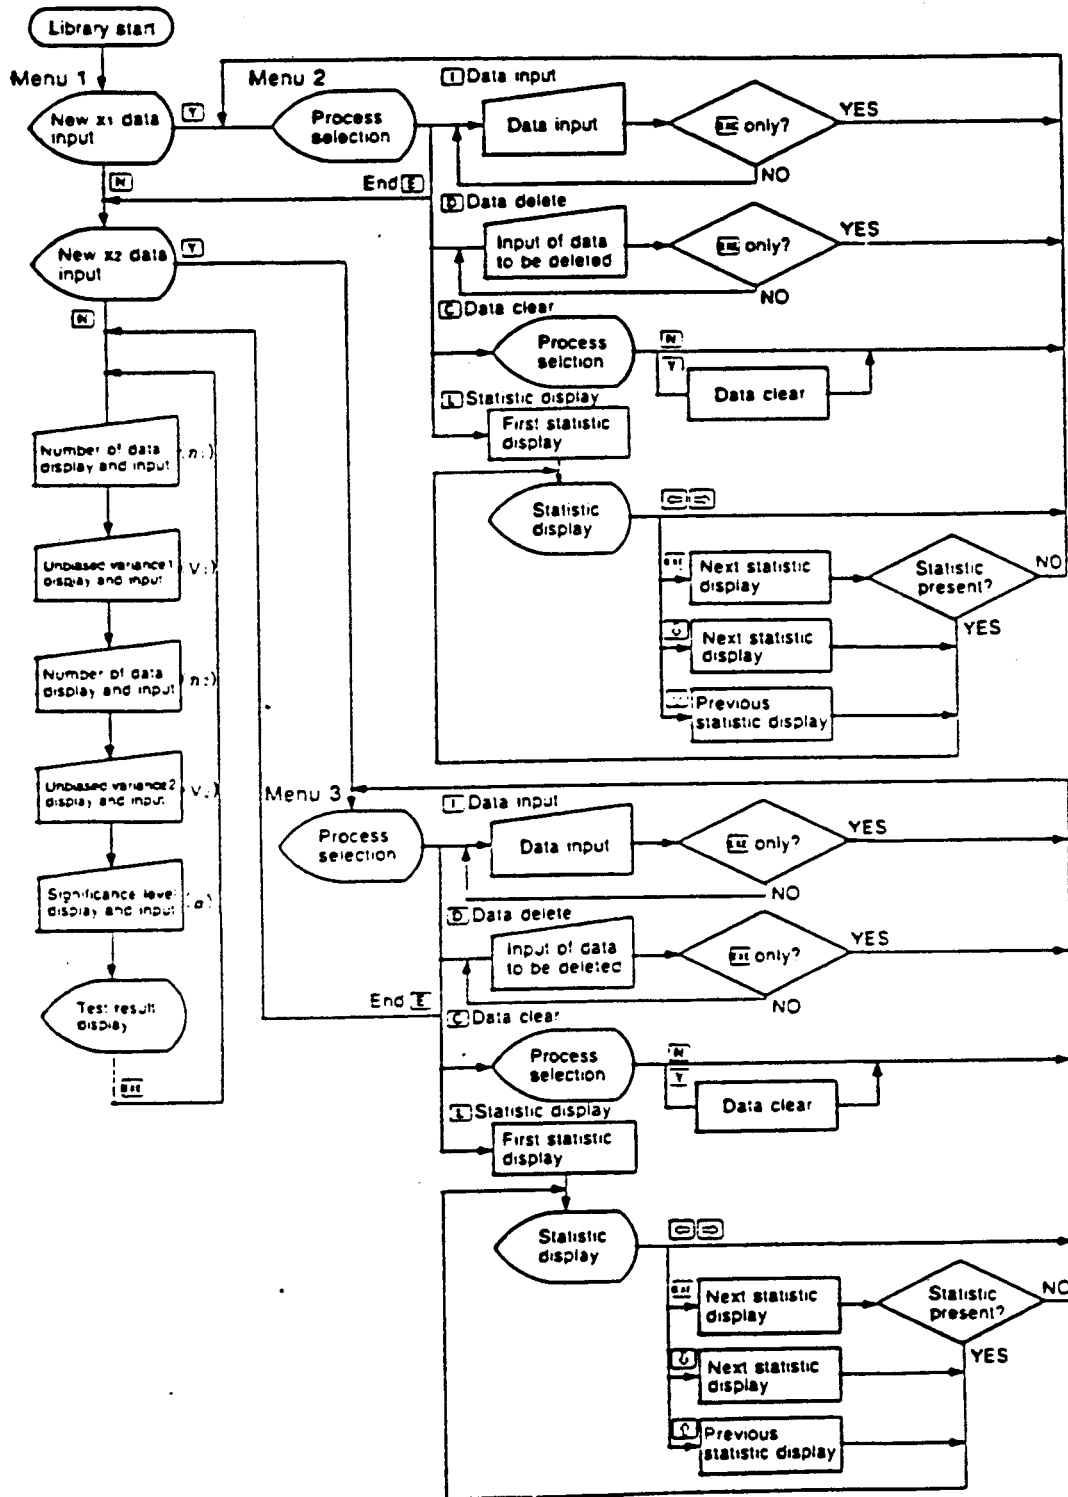 Library start
Menu 1
New x1 data
input
Y
N
Menu 2
Process
selection
End E
I Data input
Data input
EXE only?
YES
NO
D Data delete
Input of data
to be deleted
EXE only?
YES
NO
C Data clear
Process
selction
N
Y
Data clear
L Statistic display
First statistic
display
Statistic
display
⇦ ⇨
EXE
Next statistic
display
Statistic
present?
NO
YES
⇩
Next statistic
display
Previous
statistic display
New x2 data
input
Y
N
Number of data
display and input
Unbiased variance1
display and input
Number of data
display and input
Unbiased variance2
display and input
Significance level
display and input
(α)
Test result
display
EXE
Menu 3
Process
selection
End E
I Data input
Data input
EXE only?
YES
NO
D Data delete
Input of data
to be deleted
EXE only?
YES
NO
C Data clear
Process
selection
N
Y
Data clear
L Statistic display
First statistic
display
Statistic
display
⇦ ⇨
EXE
Next statistic
display
Statistic
present?
NO
YES
⇩
Next statistic
display
⇧
Previous
statistic display